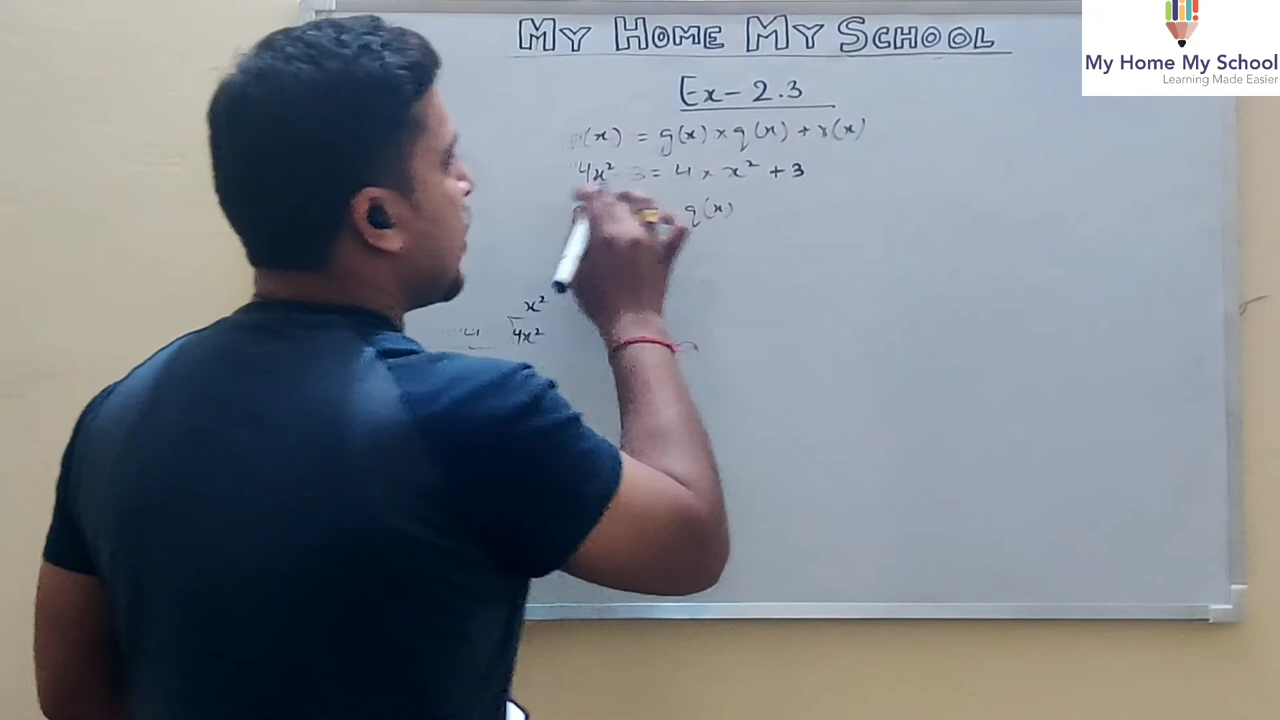 MY HOME MY SCHOOL
My Home My School
Learning Made Easier
Ex-2.3
(x) = g(x) × q(x) + r(x)
4x² 3 = 4 × x² + 3
q(x)
x²
4 4x²